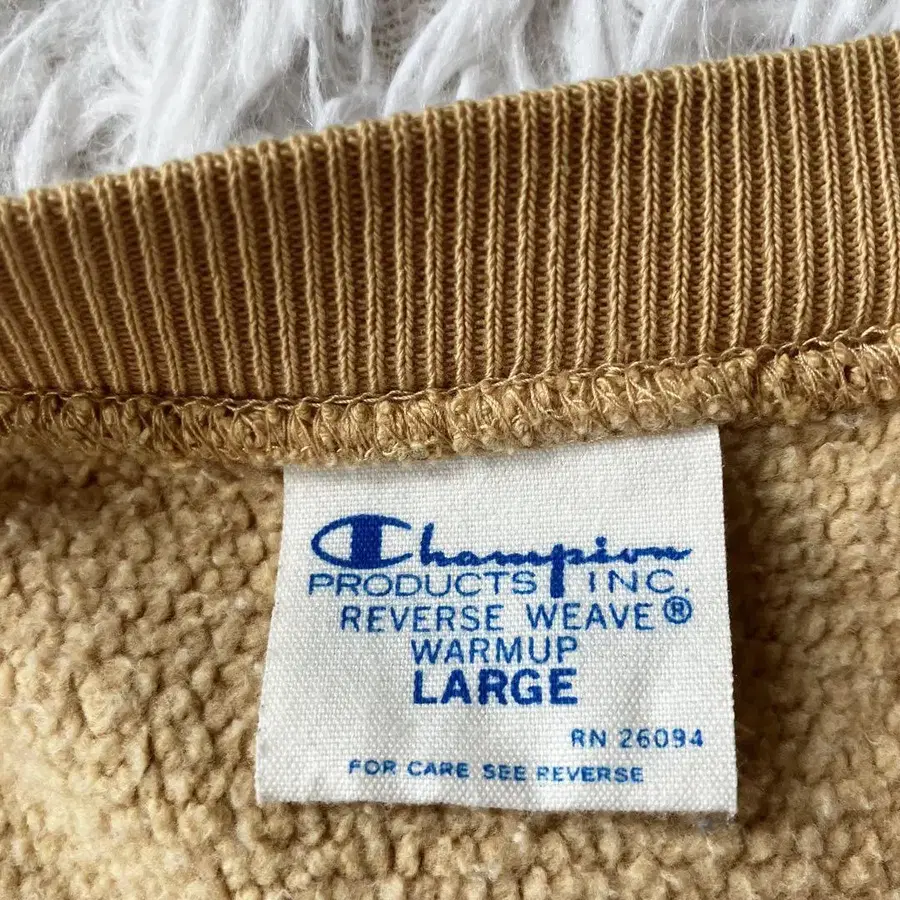 Champion
PRODUCTS INC.
REVERSE WEAVE®
WARMUP
LARGE
RN 26094
FOR CARE SEE REVERSE